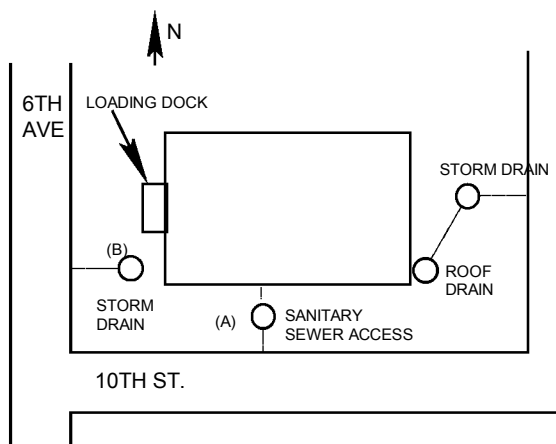 N
6TH
AVE
LOADING DOCK
STORM DRAIN
(B)
ROOF
DRAIN
STORM
DRAIN
(A)
SANITARY
SEWER ACCESS
10TH ST.